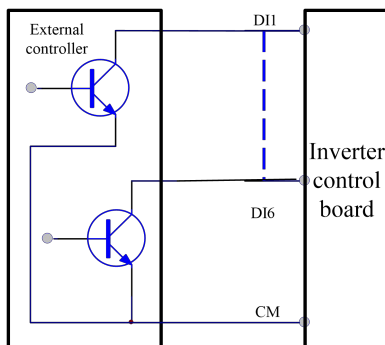 External
controller
DI1
Inverter
control
board
DI6
CM